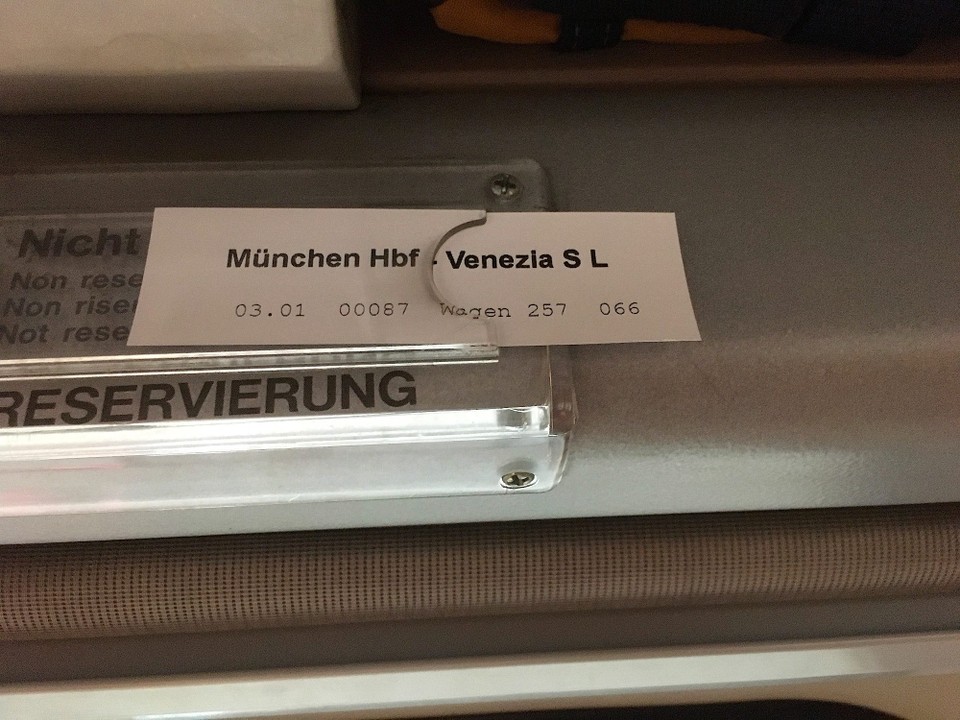 München Hbf - Venezia S L
03.01 00087 Wagen 257 066
Nicht
Non rese
Non riser
Not rese
RESERVIERUNG